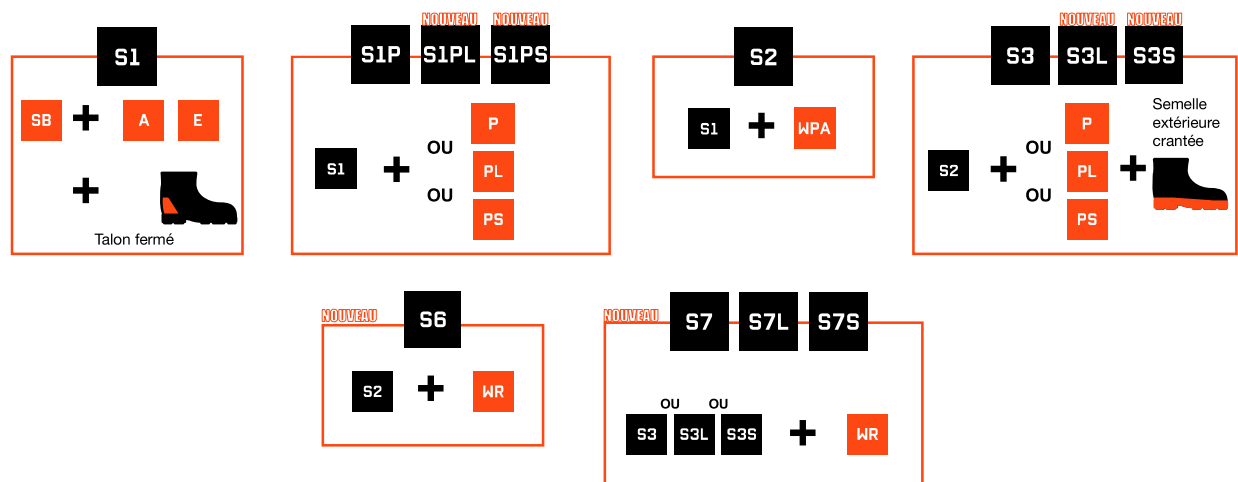 S1
SB + A E
+
Talon fermé
NOUVEAU NOUVEAU
S1P S1PL S1PS
S1 +
P
OU
PL
OU
PS
S2
S1 + WPA
NOUVEAU NOUVEAU
S3 S3L S3S
S2 +
P
OU
PL
OU
PS
+
Semelle
extérieure
crantée
NOUVEAU
S6
S2 + WR
NOUVEAU
S7 S7L S7S
OU OU
S3 S3L S3S + WR